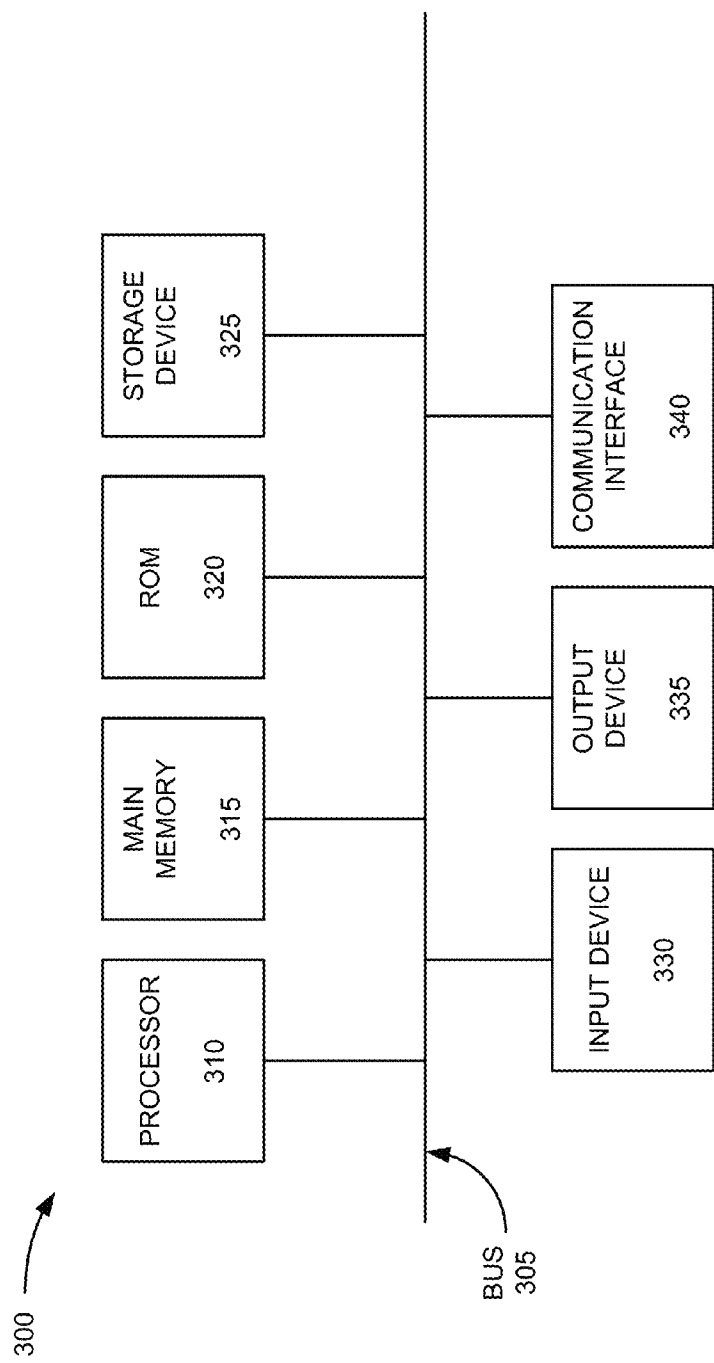 300
PROCESSOR
310
MAIN
MEMORY
315
ROM
320
STORAGE
DEVICE
325
BUS
305
INPUT DEVICE
330
OUTPUT
DEVICE
335
COMMUNICATION
INTERFACE
340